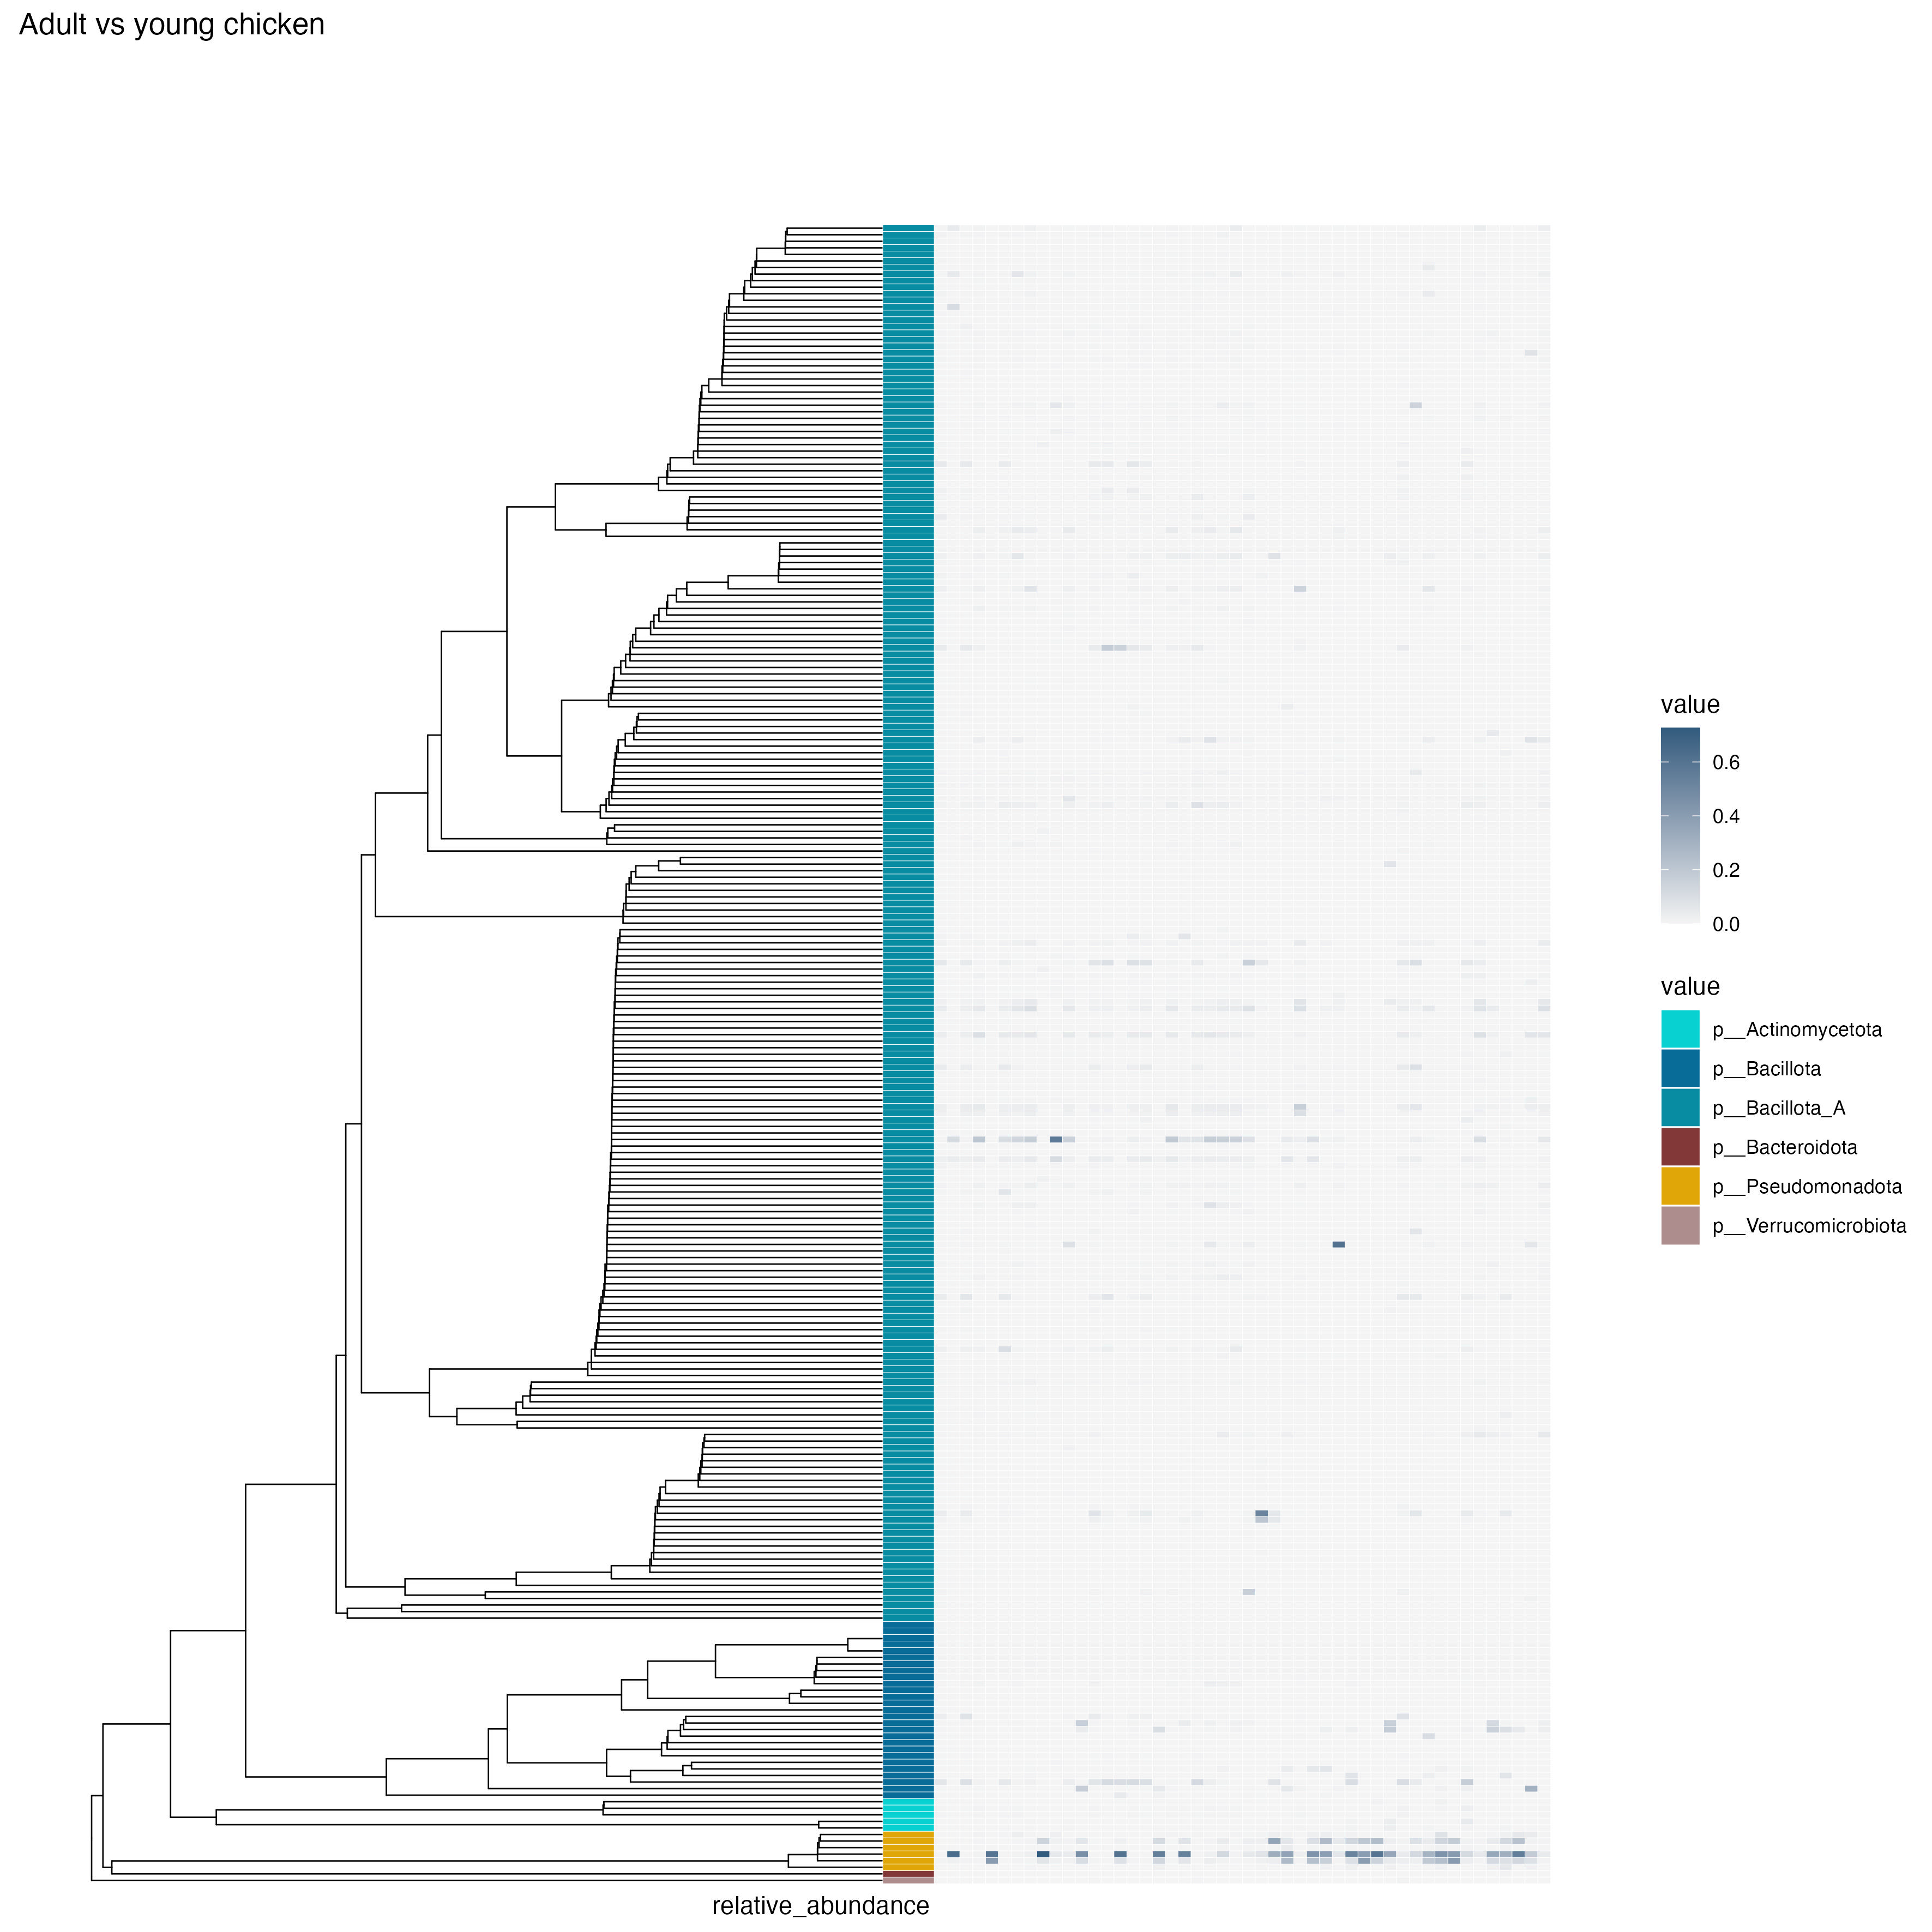 Adult vs young chicken
value
0.6
0.4
0.2
0.0
value
p__Actinomycetota
p__Bacillota
p__Bacillota_A
p__Bacteroidota
p__Pseudomonadota
p__Verrucomicrobiota
relative_abundance